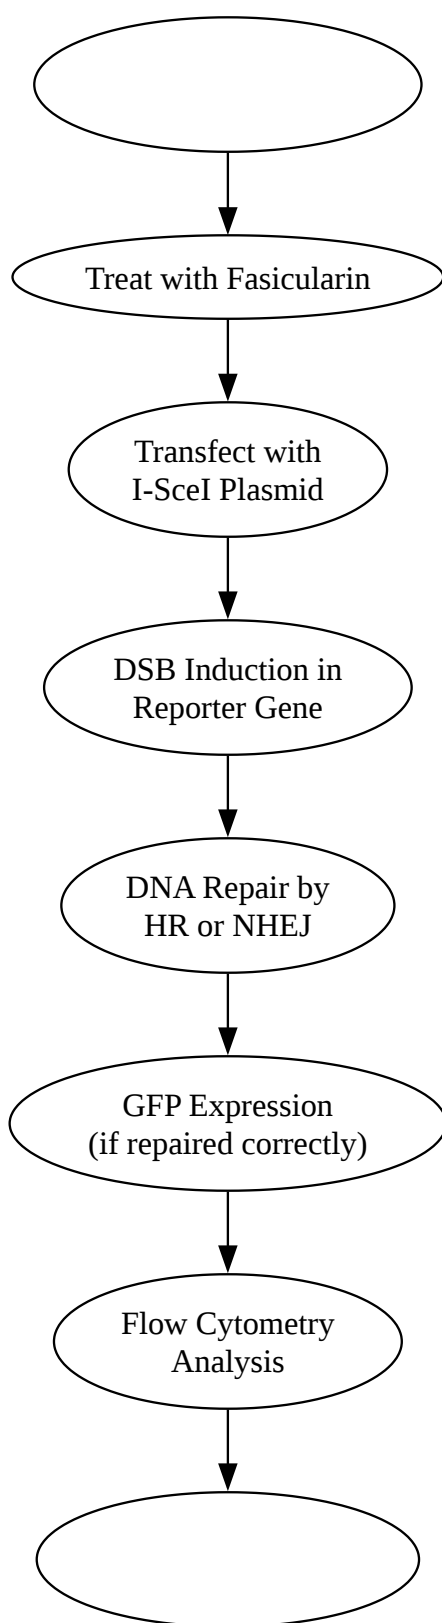 Treat with Fasicularin
Transfect with
I-SceI Plasmid
DSB Induction in
Reporter Gene
DNA Repair by
HR or NHEJ
GFP Expression
(if repaired correctly)
Flow Cytometry
Analysis